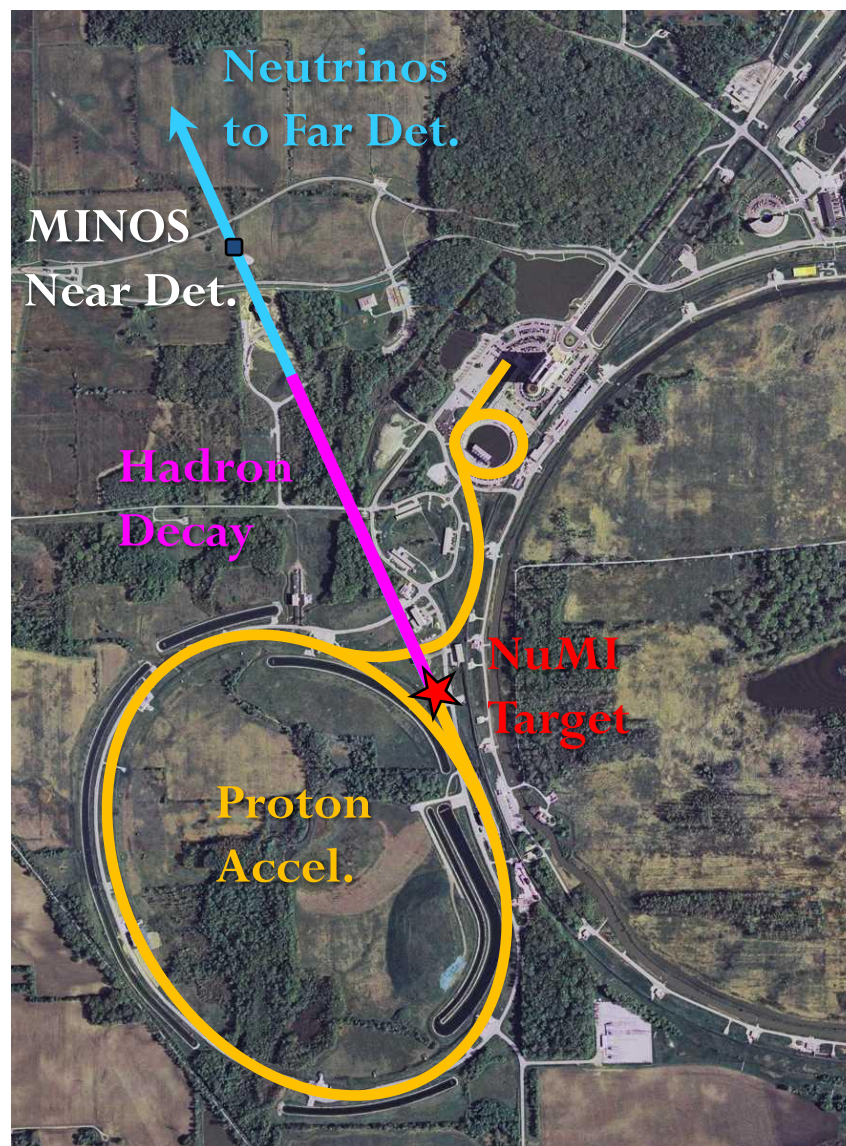 Neutrinos
to Far Det.
MINOS
Near Det.
Hadron
Decay
NuMI
Target
Proton
Accel.